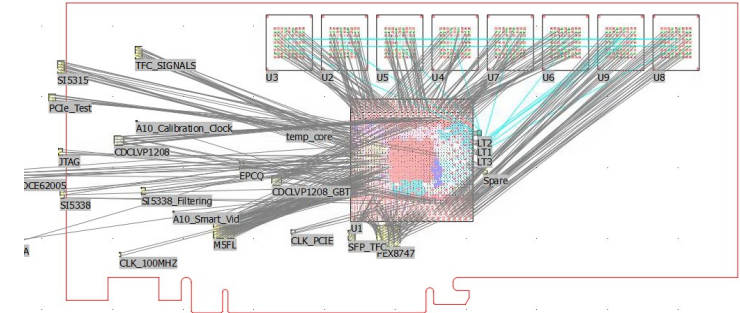 TFC_SIGNALS
SI5315
U3
U2
U5
U4
U7
U6
U9
U8
PCIe_Test
A10_Calibration_Clock
temp_core
CDCLVP1208
LT2
LT1
JTAG
LT3
EPCQ
Spare
DCE62005
CDCLVP1208_GBT
SI5338
SI5338_Filtering
A10_Smart_Vid
U1
MSFL
CLK_PCIE
SFP_TFC
PEX8747
A
CLK_100MHZ